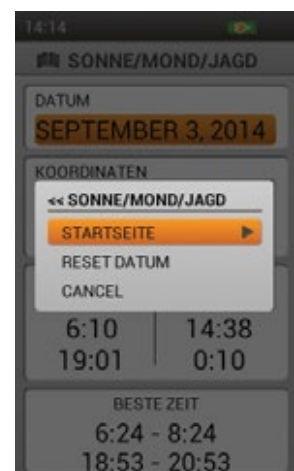 14:14
SONNE/MOND/JAGD
DATUM
SEPTEMBER 3, 2014
KOORDINATEN
<< SONNE/MOND/JAGD
STARTSEITE
RESET DATUM
CANCEL
6:10 14:38
19:01 0:10
BESTE ZEIT
6:24 - 8:24
18:53 - 20:53